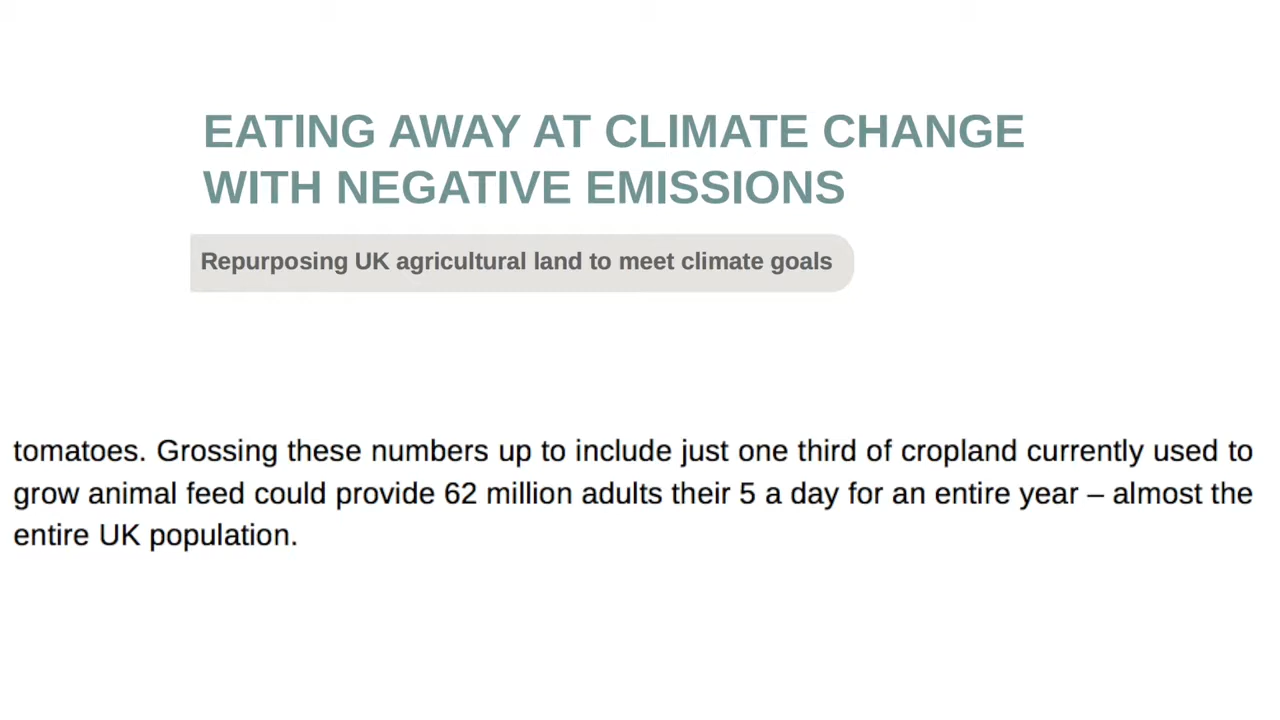 EATING AWAY AT CLIMATE CHANGE
WITH NEGATIVE EMISSIONS
Repurposing UK agricultural land to meet climate goals
tomatoes. Grossing these numbers up to include just one third of cropland currently used to
grow animal feed could provide 62 million adults their 5 a day for an entire year – almost the
entire UK population.